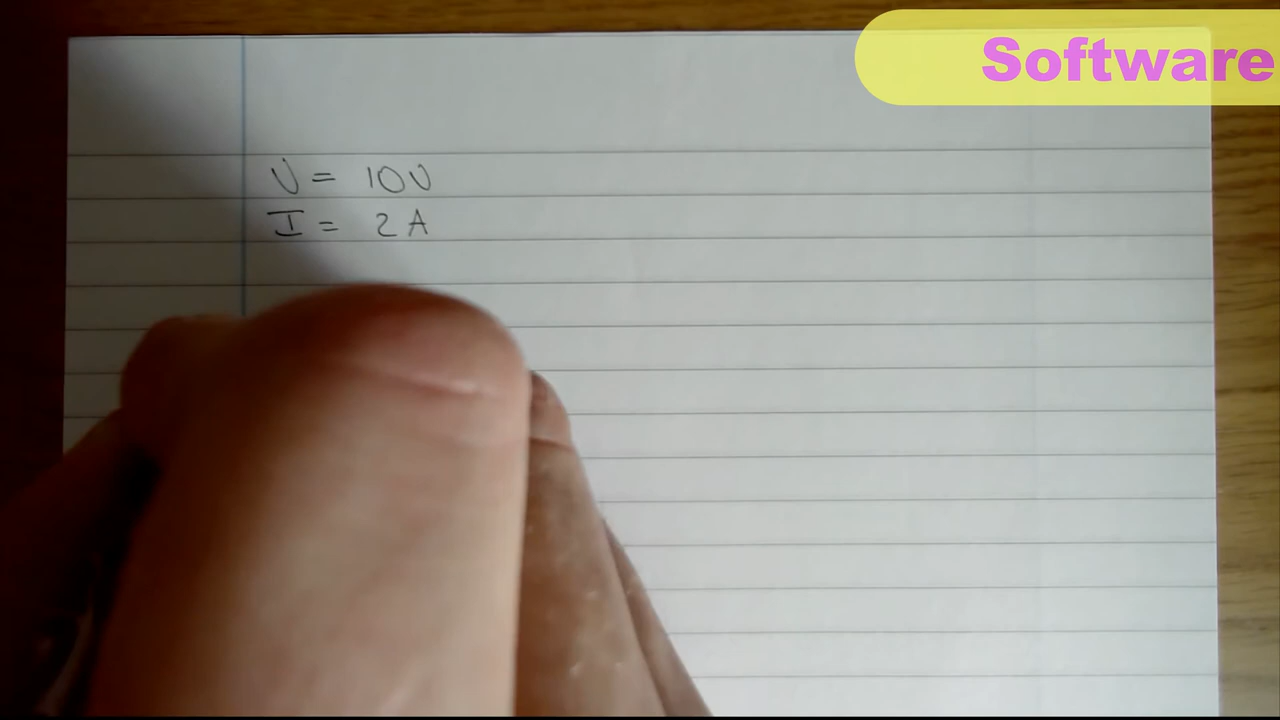 Software
V = 10V
I = 2A